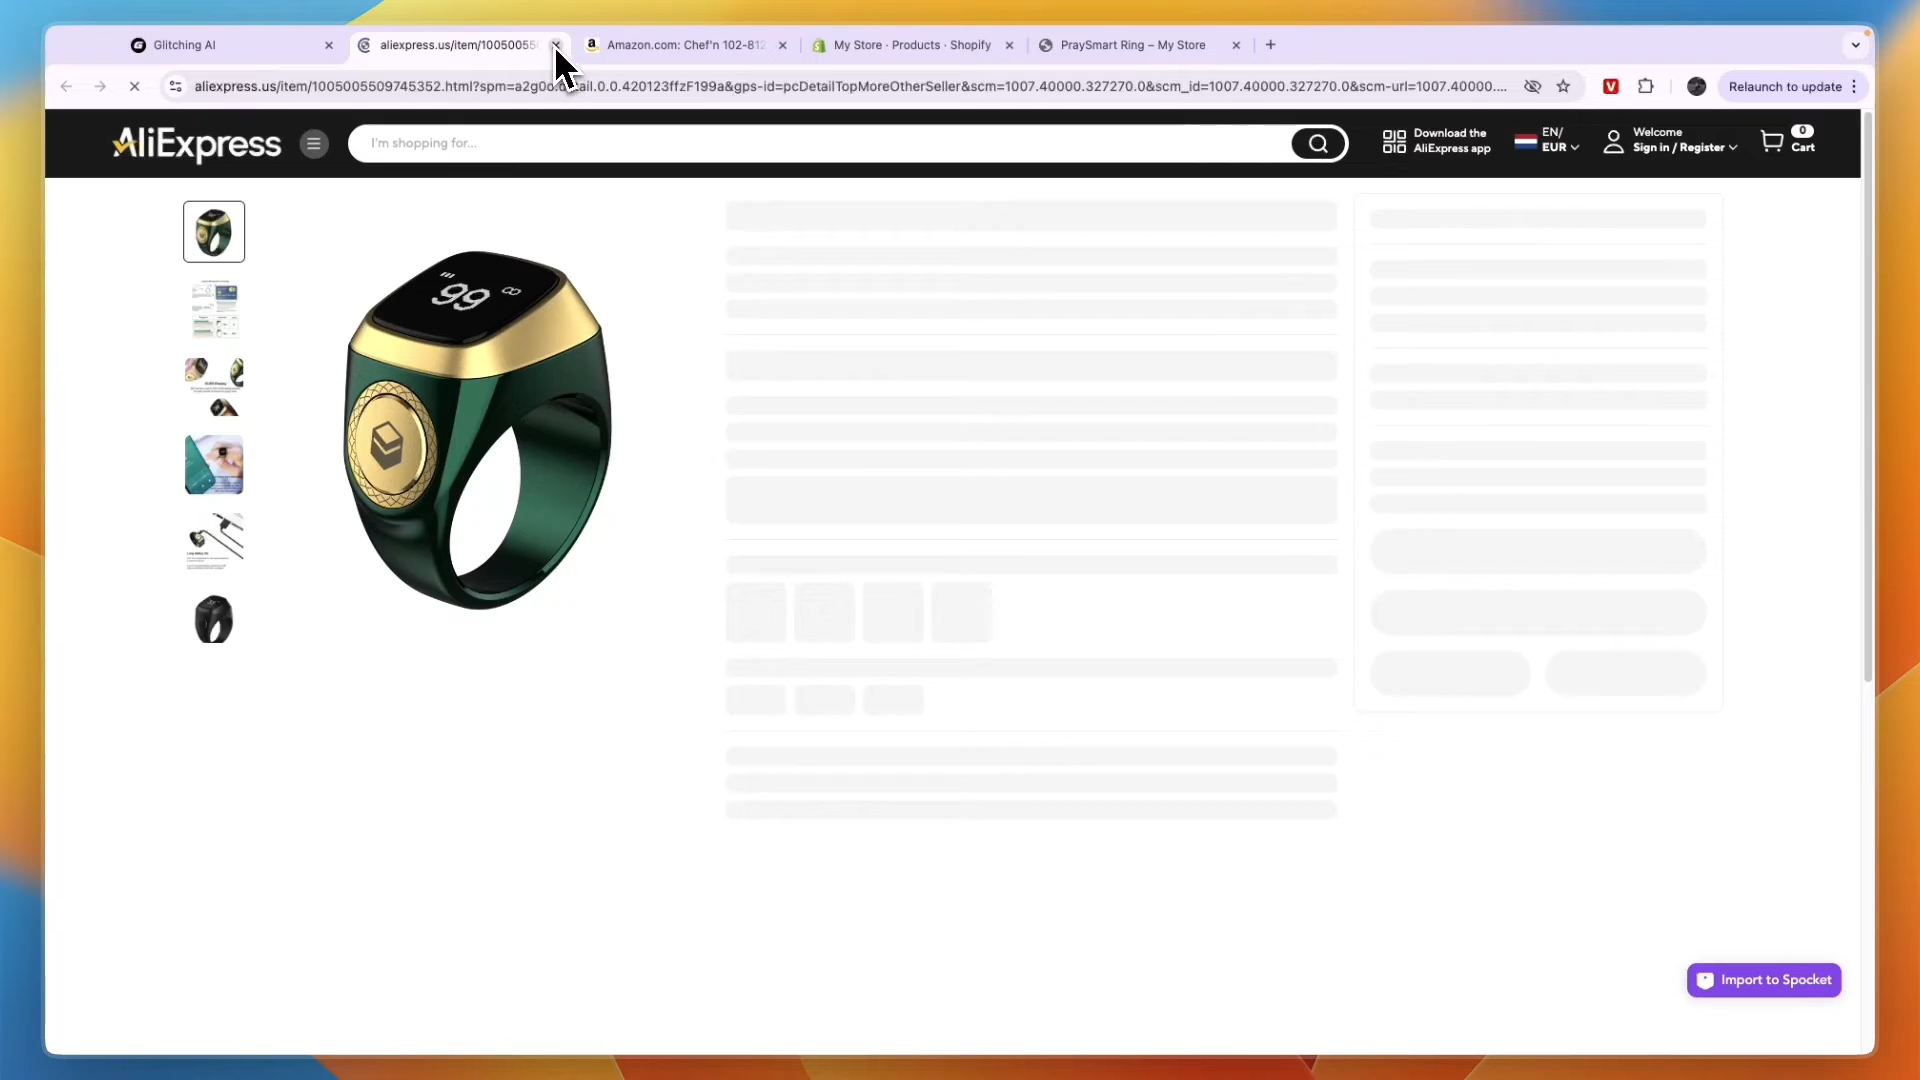 Glitching AI
aliexpress.us/item/10050055
Amazon.com: Chef'n 102-812
My Store · Products · Shopify
PraySmart Ring – My Store
aliexpress.us/item/1005005509745352.html?spm=a2g0o.detail.0.0.420123ffzF199a&gps-id=pcDetailTopMoreOtherSeller&scm=1007.40000.327270.0&scm_id=1007.40000.327270.0&scm-url=1007.40000....
Relaunch to update
AliExpress
I'm shopping for...
Download the
AliExpress app
EN/
EUR
Welcome
Sign in / Register
0
Cart
99
Import to Spocket